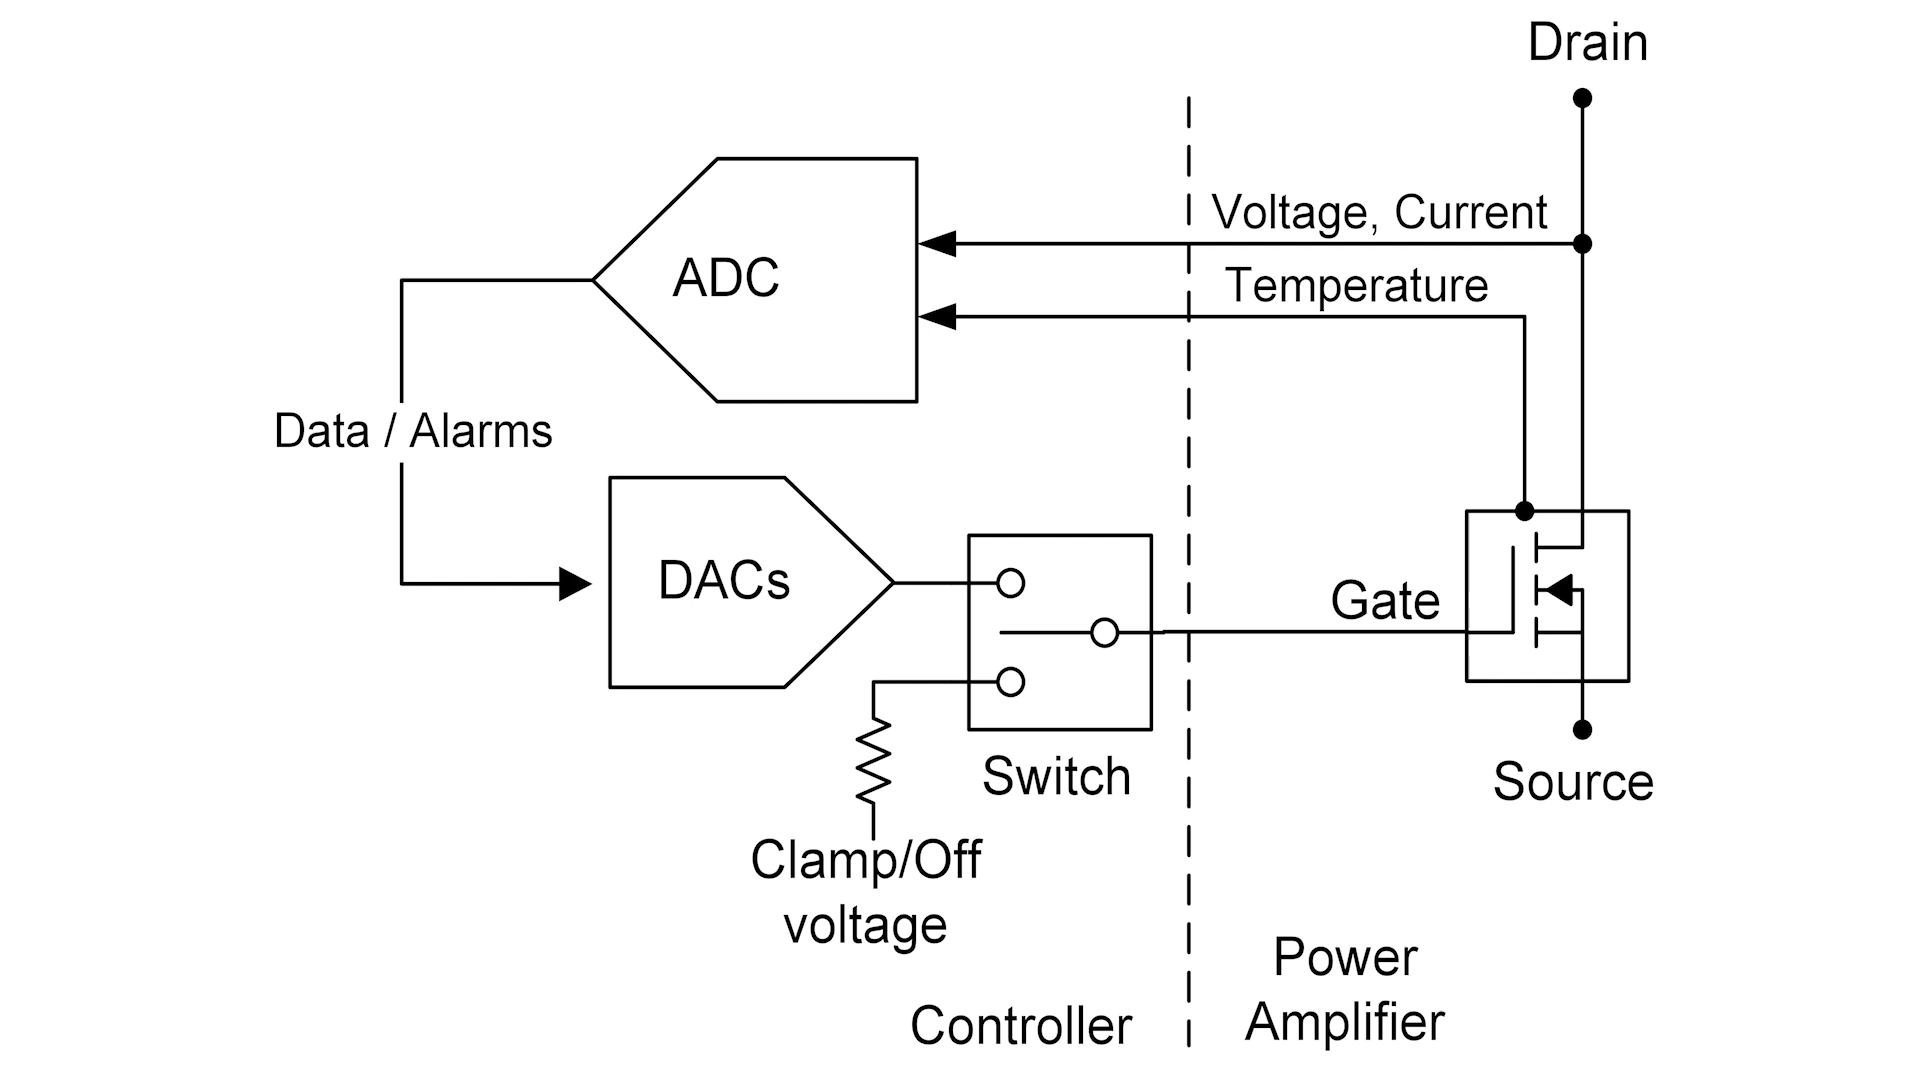 Drain
Voltage, Current
Temperature
ADC
Data / Alarms
DACs
Gate
Switch
Source
Clamp/Off
voltage
Controller
Power
Amplifier